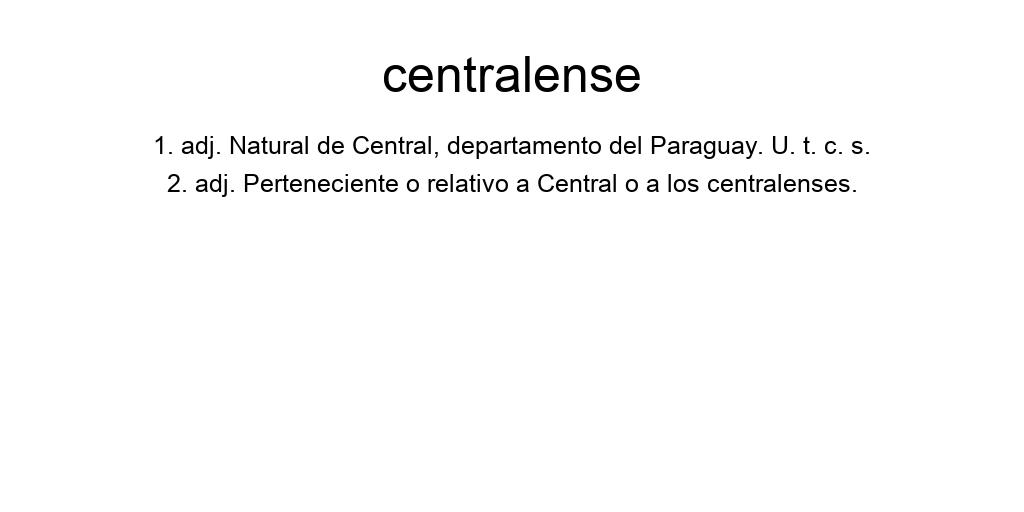 centralense
1. adj. Natural de Central, departamento del Paraguay. U. t. c. s.
2. adj. Perteneciente o relativo a Central o a los centralenses.